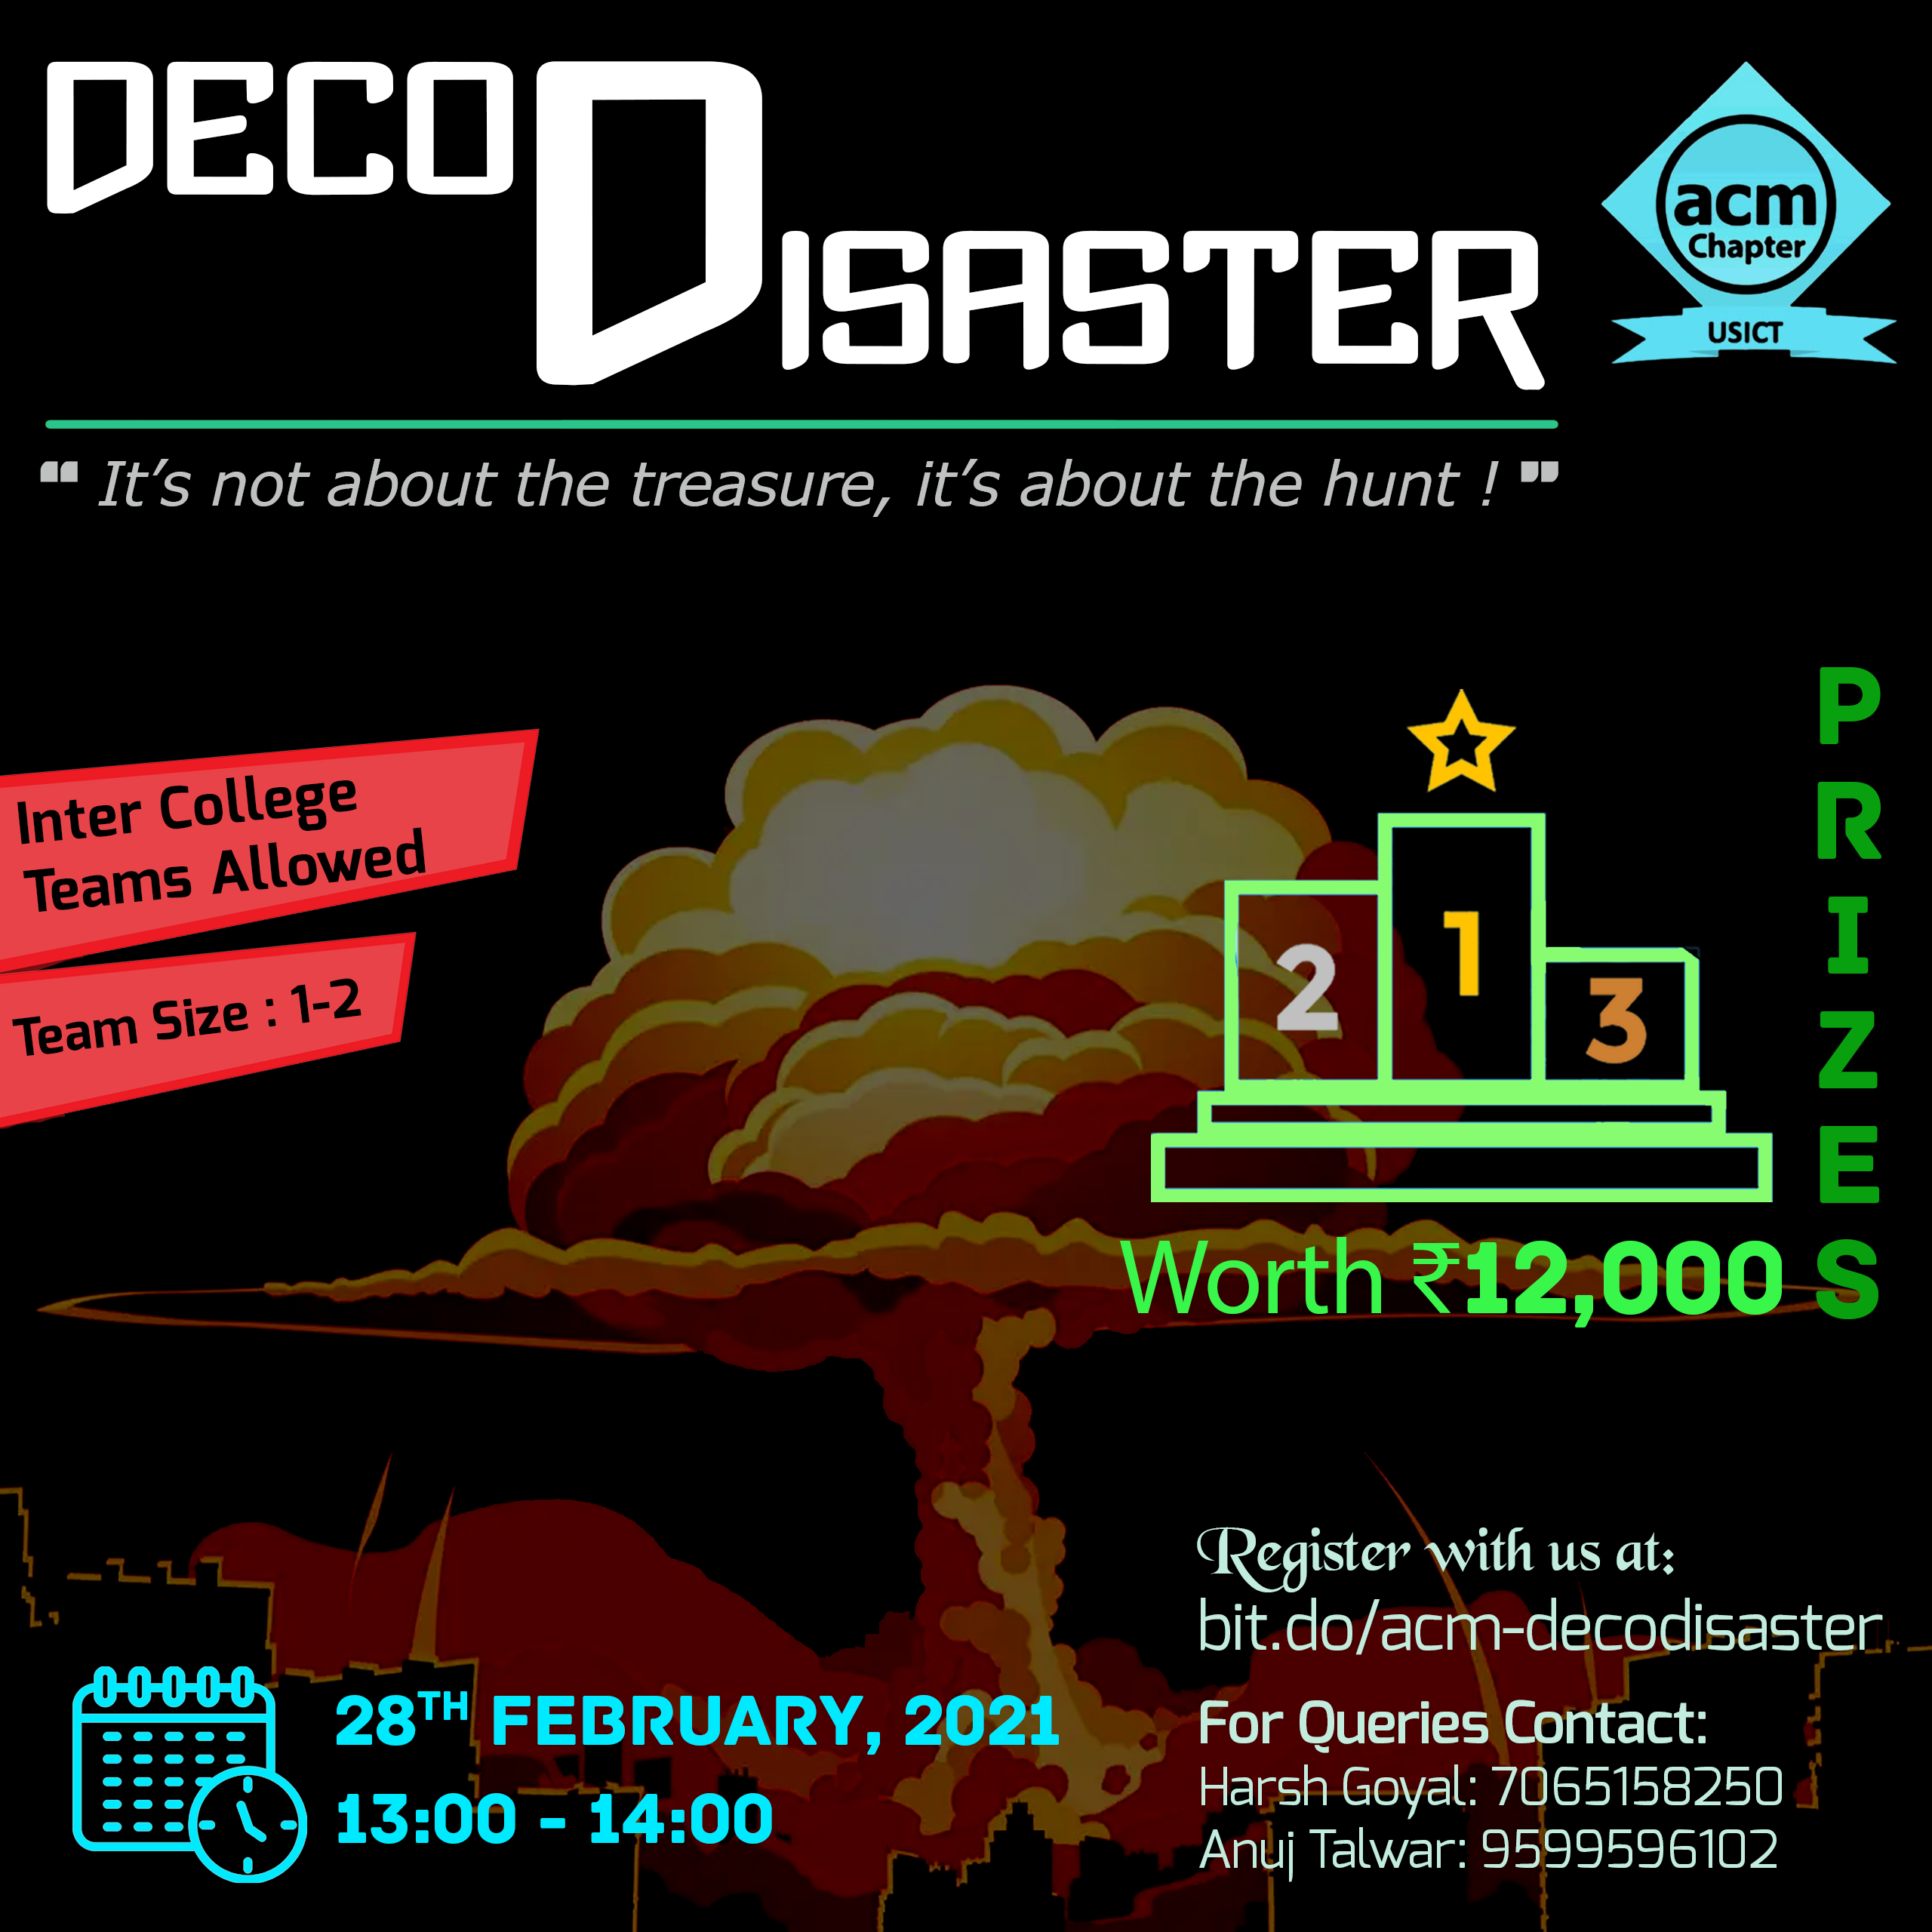 DECODISASTER
acm
Chapter
USICT
“ It’s not about the treasure, it’s about the hunt ! ”
Inter College
Teams Allowed
Team Size : 1-2
2 1 3
PRIZES
Worth ₹12,000
Register with us at:
bit.do/acm-decodisaster
28TH FEBRUARY, 2021
13:00 - 14:00
For Queries Contact:
Harsh Goyal: 7065158250
Anuj Talwar: 9599596102